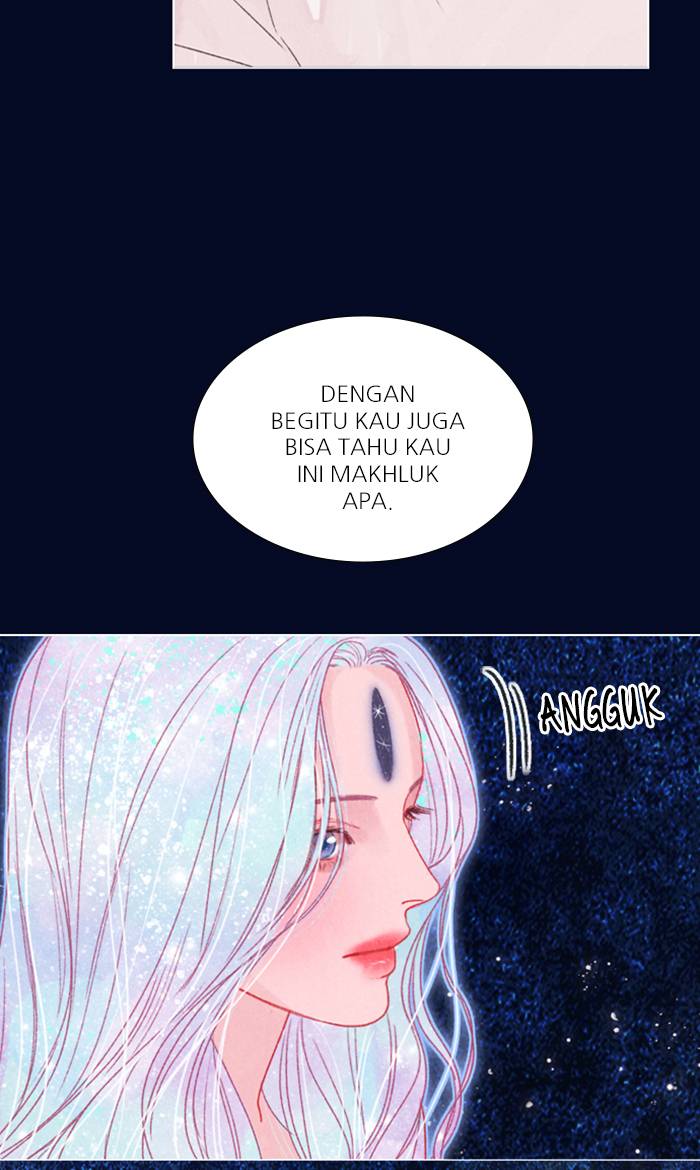 DENGAN
BEGITU KAU JUGA
BISA TAHU KAU
INI MAKHLUK
APA.
ANGGUK